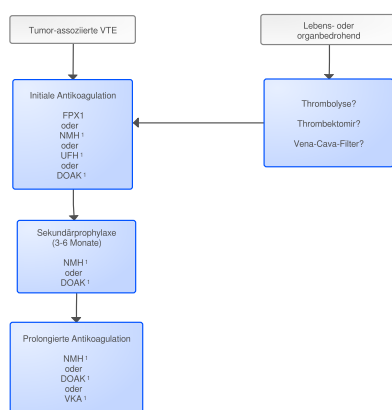 Tumor-assoziierte VTE
Lebens- oder
organbedrohend
Initiale Antikoagulation
FPX1
oder
NMH ¹
oder
UFH ¹
oder
DOAK ¹
Thrombolyse?
Thrombektomir?
Vena-Cava-Filter?
Sekundärprophylaxe
(3-6 Monate)
NMH ¹
oder
DOAK ¹
Prolongierte Antikoagulation
NMH ¹
oder
DOAK ¹
oder
VKA ¹